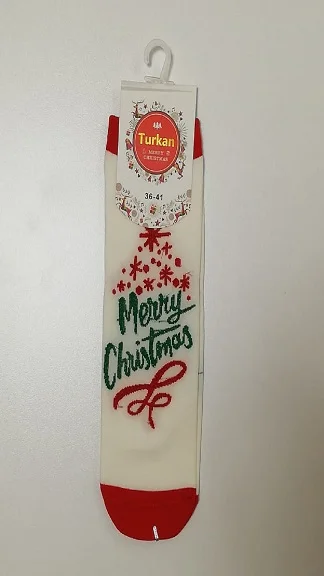 Turkan
MERRY
CHRISTMAS
36-41
Merry
Christmas